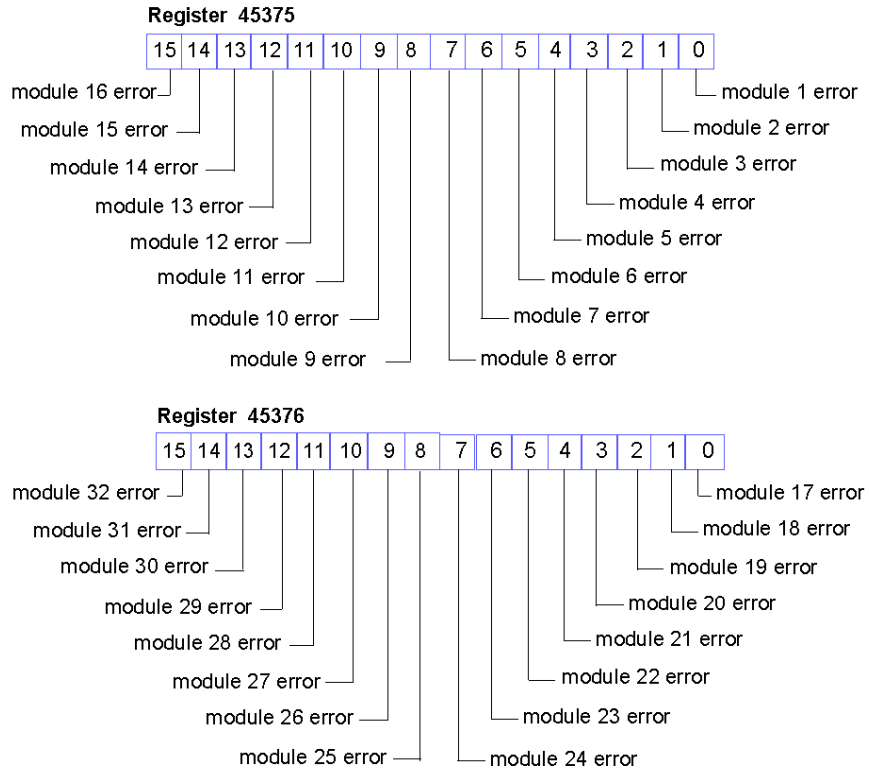 Register 45375
15 14 13 12 11 10 9 8 7 6 5 4 3 2 1 0
module 16 error module 1 error
module 15 error module 2 error
module 14 error module 3 error
module 13 error module 4 error
module 12 error module 5 error
module 11 error module 6 error
module 10 error module 7 error
module 9 error module 8 error
Register 45376
15 14 13 12 11 10 9 8 7 6 5 4 3 2 1 0
module 32 error module 17 error
module 31 error module 18 error
module 30 error module 19 error
module 29 error module 20 error
module 28 error module 21 error
module 27 error module 22 error
module 26 error module 23 error
module 25 error module 24 error